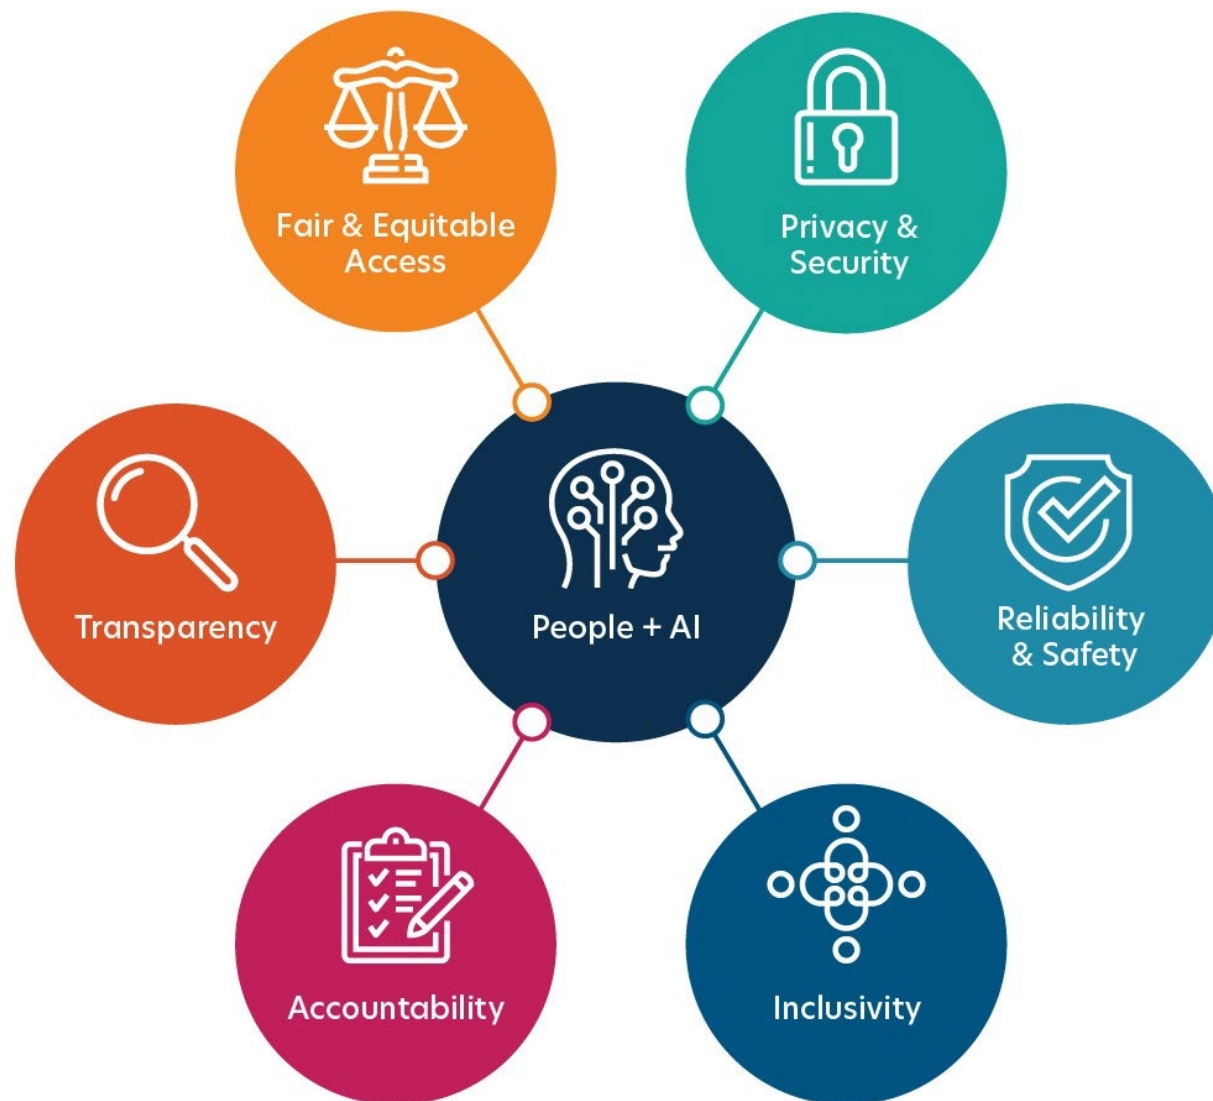 Fair & Equitable
Access
Privacy &
Security
Transparency
People + AI
Reliability
& Safety
Accountability
Inclusivity